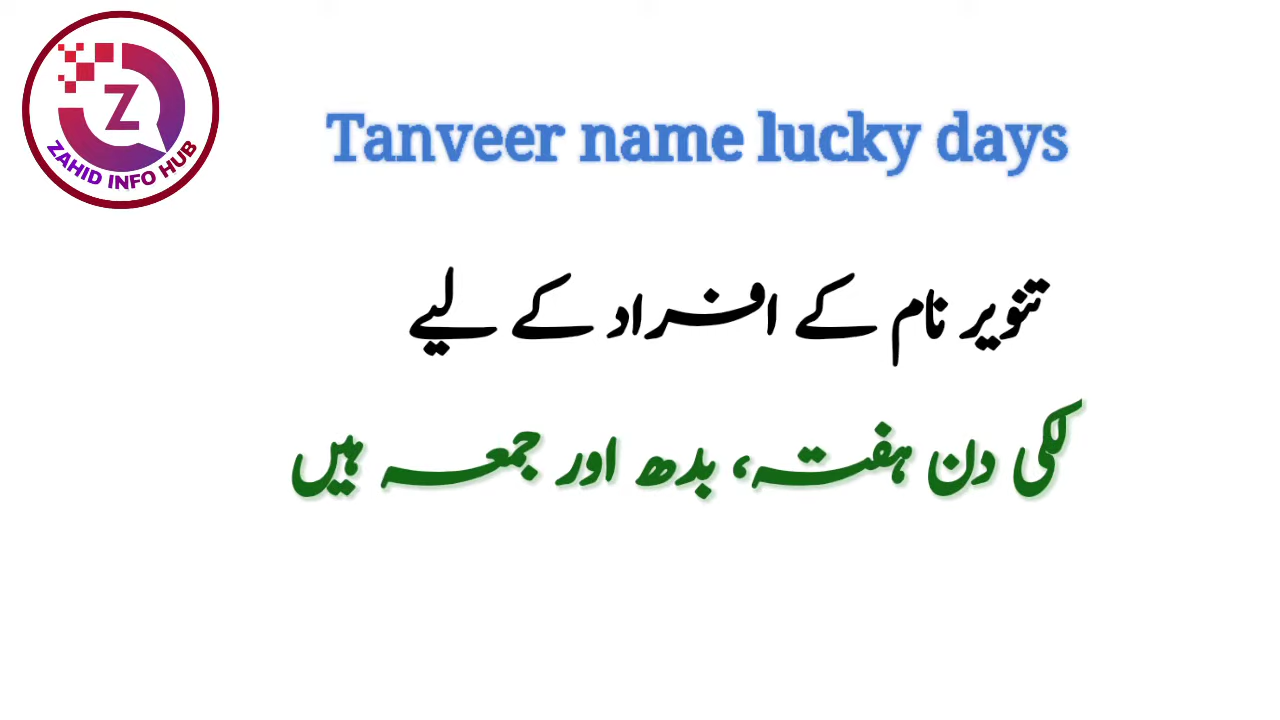 Z
ZAHID INFO HUB
Tanveer name lucky days
تنویر نام کے افراد کے لیے
لکی دن ہفتہ، بدھ اور جمعہ ہیں